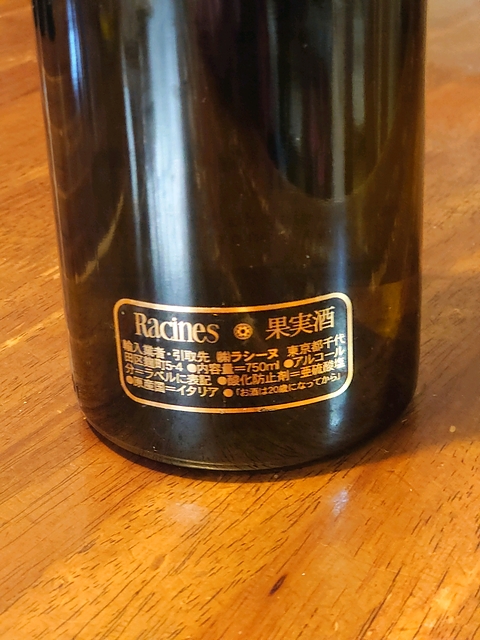 Racines 果実酒
輸入業者・引取先 ㈱ラシーヌ 東京都千代
田区麹町5-4 ●内容量=750ml ●アルコール
分=ラベルに表記 ●酸化防止剤=亜硫酸塩
●原産国=イタリア ●「お酒は20歳になってから」